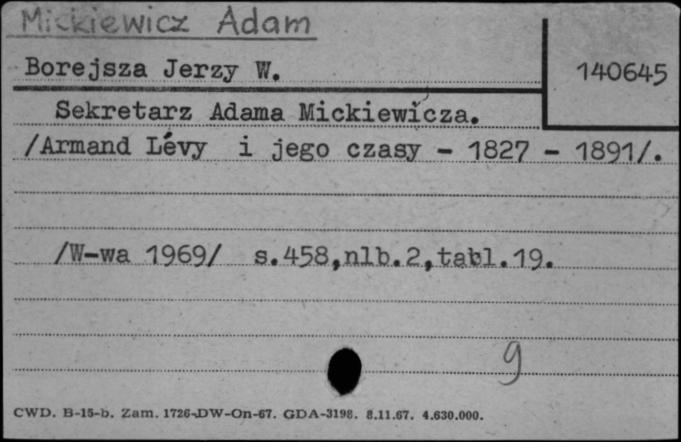 Mickiewicz Adam
Borejsza Jerzy W.
140645
Sekretarz Adama Mickiewicza.
/Armand Lévy i jego czasy - 1827 - 1891/.
/W-wa 1969/ s.458,nlb.2,tabl.19.
9
CWD. B-15-b. Zam. 1726-DW-On-67. GDA-3198. 8.11.67. 4.630.000.